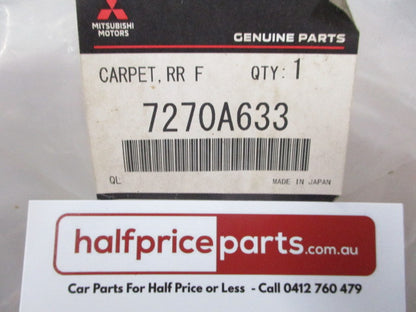 MITSUBISHI
MOTORS
GENUINE PARTS
CARPET,RR F QTY:1
7270A633
QL MADE IN JAPAN
halfpriceparts.com.au
Car Parts For Half Price or Less - Call 0412 760 479